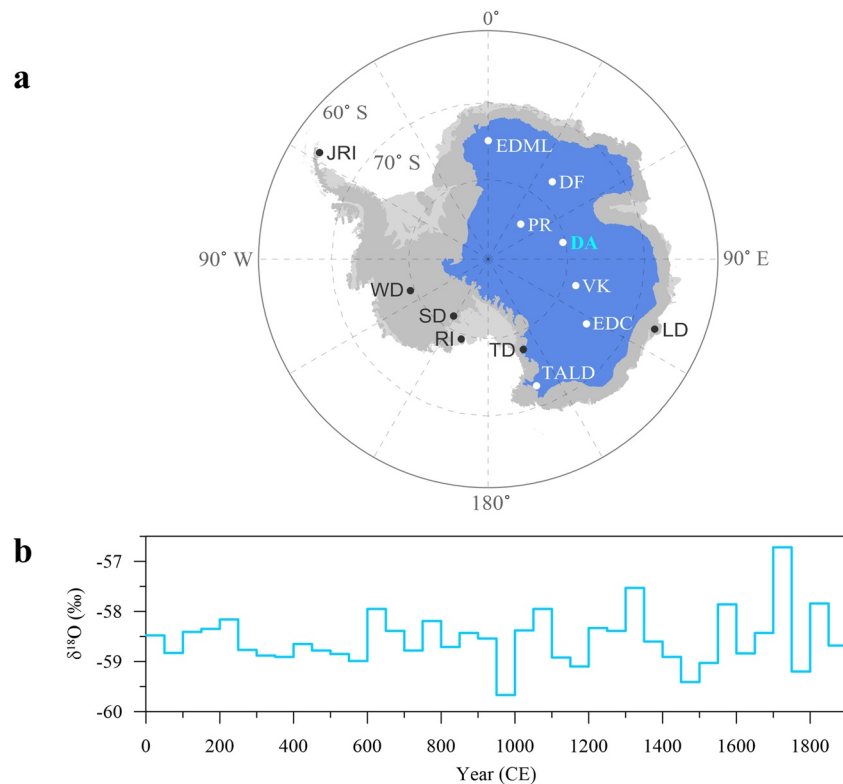 a
0° 
60° S
70° S
JRI
EDML
DF
PR
DA
90° W
90° E
WD
VK
SD
EDC
LD
RI
TD
TALD
180°
b
δ¹⁸O (‰)
-57
-58
-59
-60
0 200 400 600 800 1000 1200 1400 1600 1800
Year (CE)